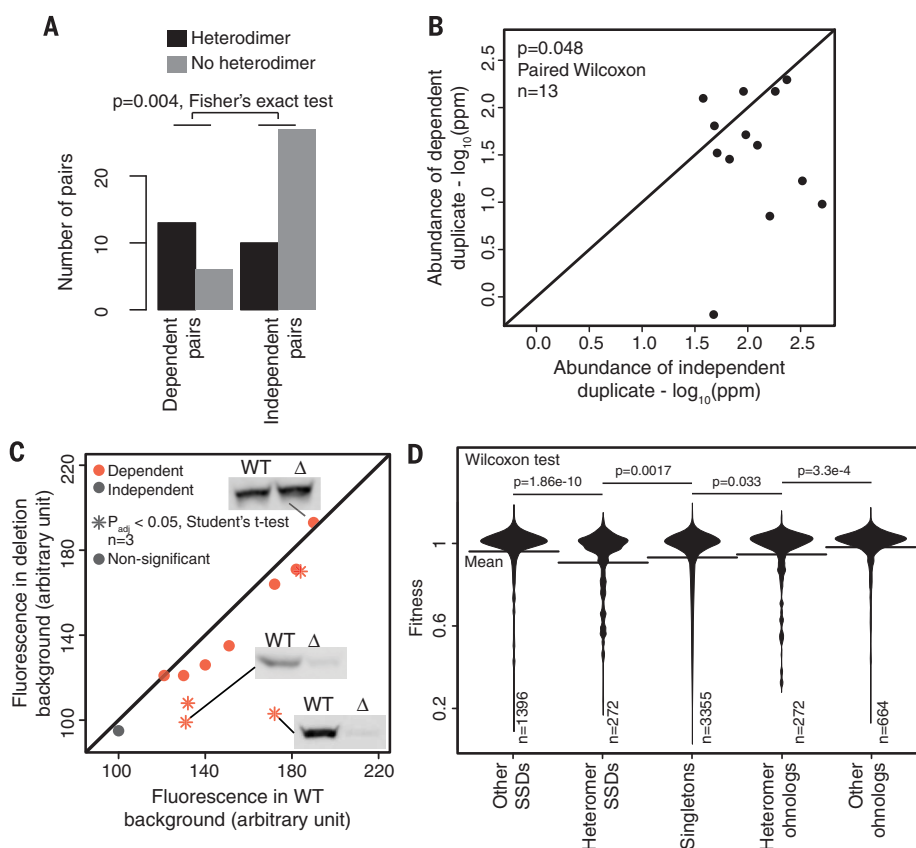 A
Heterodimer
No heterodimer
p=0.004, Fisher's exact test
Number of pairs
0
10
20
Dependent
pairs
Independent
pairs
B
p=0.048
Paired Wilcoxon
n=13
Abundance of dependent
duplicate - log10(ppm)
2.5
2.0
1.5
1.0
0.5
0.0
0.0 0.5 1.0 1.5 2.0 2.5
Abundance of independent
duplicate - log10(ppm)
C
Dependent
Independent
Padj < 0.05, Student's t-test
n=3
Non-significant
WT Δ
WT Δ
WT Δ
Fluorescence in deletion
background (arbitrary unit)
220
180
140
100
100 140 180 220
Fluorescence in WT
background (arbitrary unit)
D
Wilcoxon test
p=1.86e-10
p=0.0017
p=0.033
p=3.3e-4
Mean
Fitness
1
0.6
0.2
n=1396
n=272
n=3355
n=272
n=664
Other
SSDs
Heteromer
SSDs
Singletons
Heteromer
ohnologs
Other
ohnologs